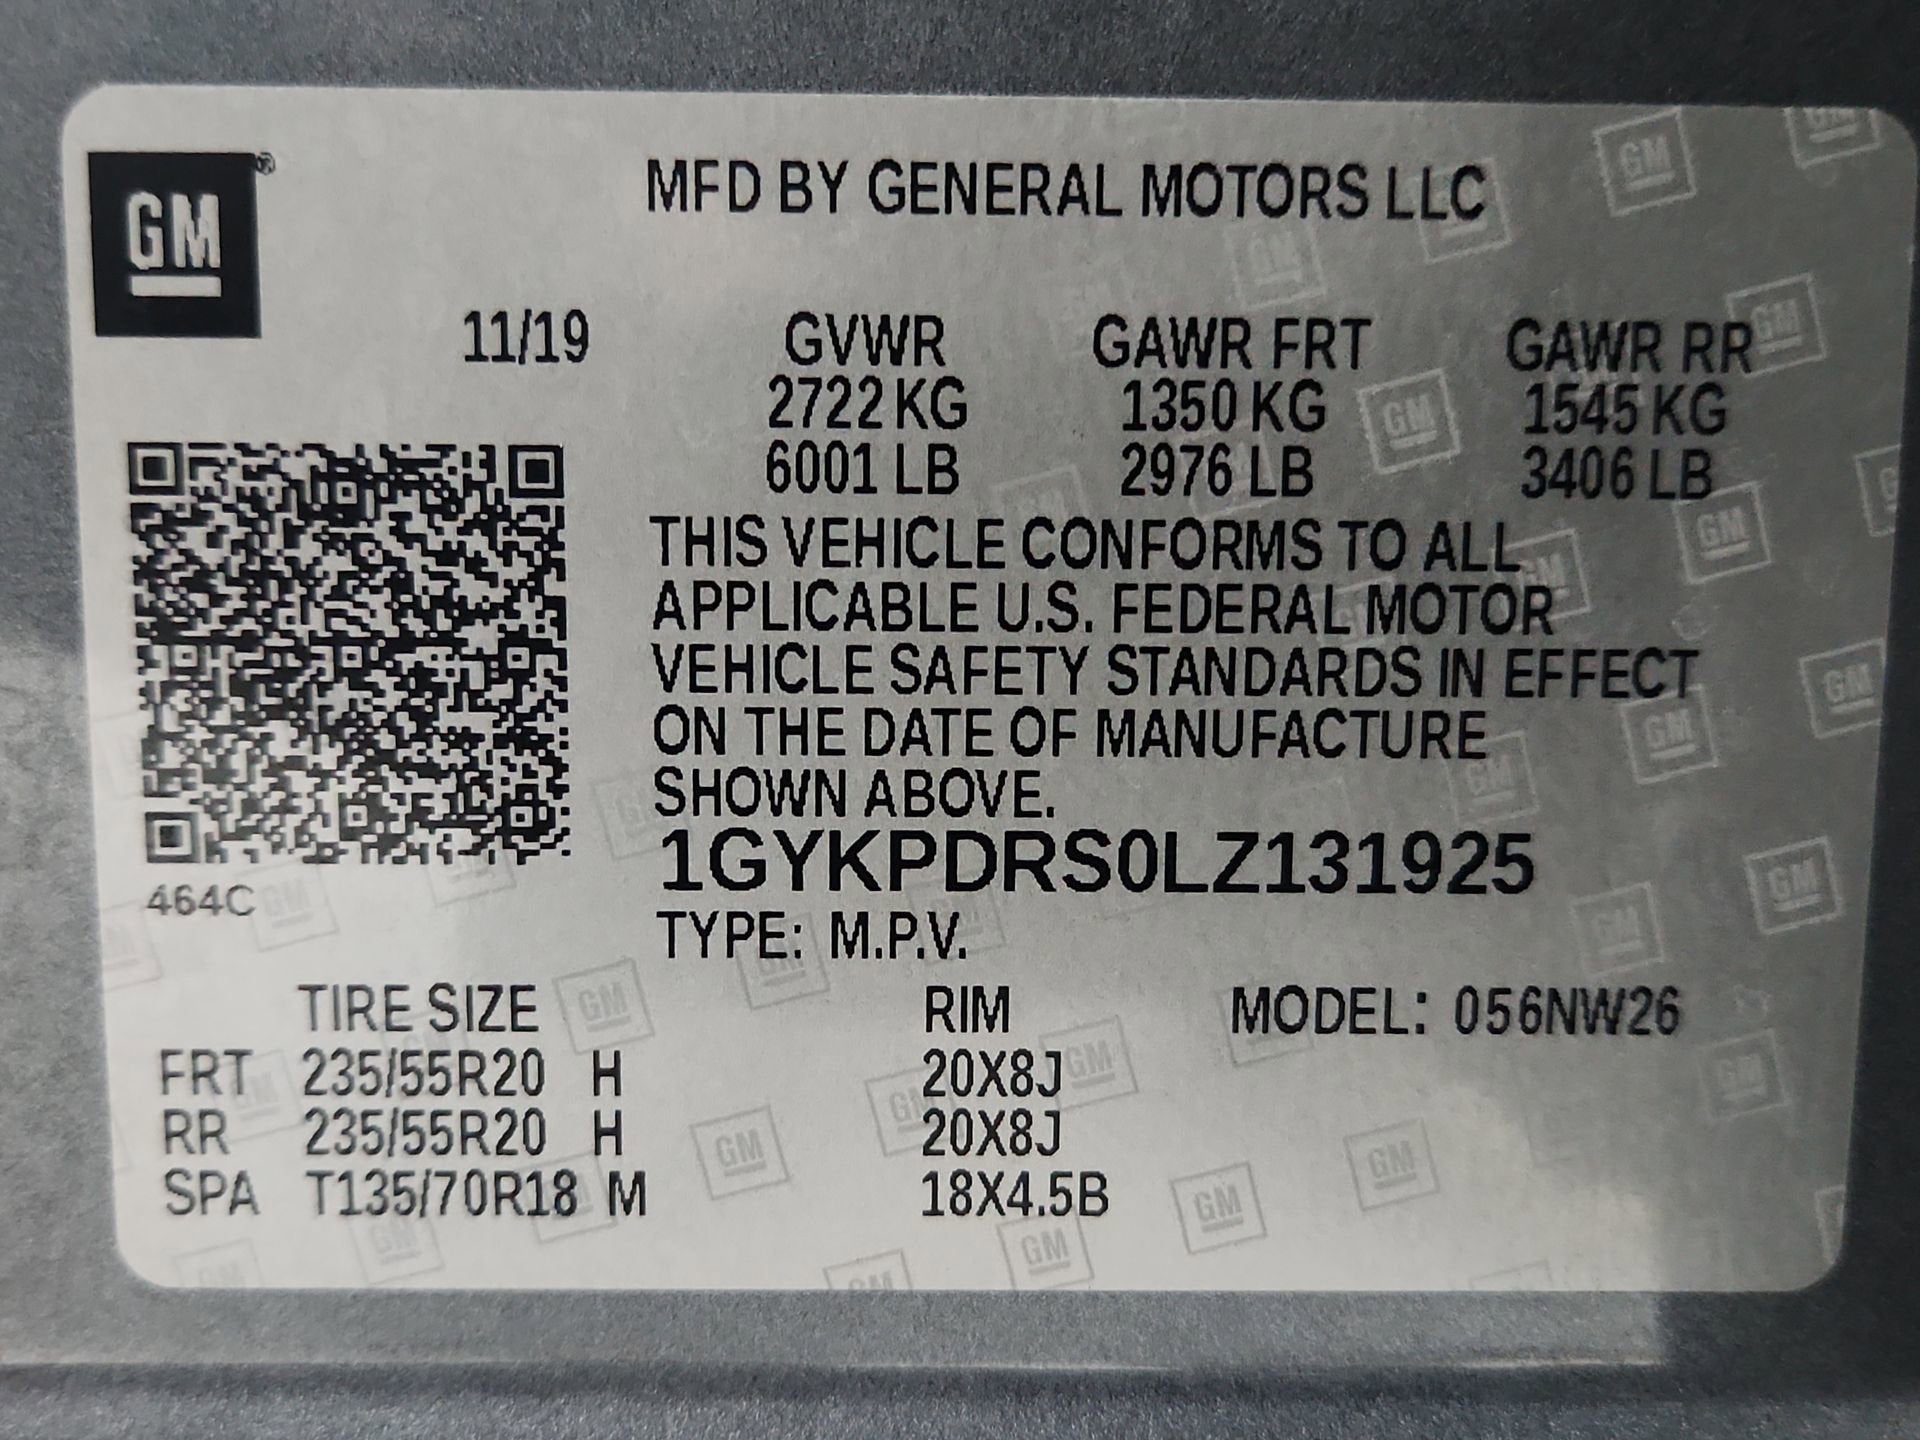 GM®
MFD BY GENERAL MOTORS LLC
11/19 GVWR GAWR FRT GAWR RR
2722 KG 1350 KG 1545 KG
6001 LB 2976 LB 3406 LB
THIS VEHICLE CONFORMS TO ALL
APPLICABLE U.S. FEDERAL MOTOR
VEHICLE SAFETY STANDARDS IN EFFECT
ON THE DATE OF MANUFACTURE
SHOWN ABOVE.
1GYKPDRS0LZ131925
464C
TYPE: M.P.V.
TIRE SIZE RIM MODEL: 056NW26
FRT 235/55R20 H 20X8J
RR 235/55R20 H 20X8J
SPA T135/70R18 M 18X4.5B